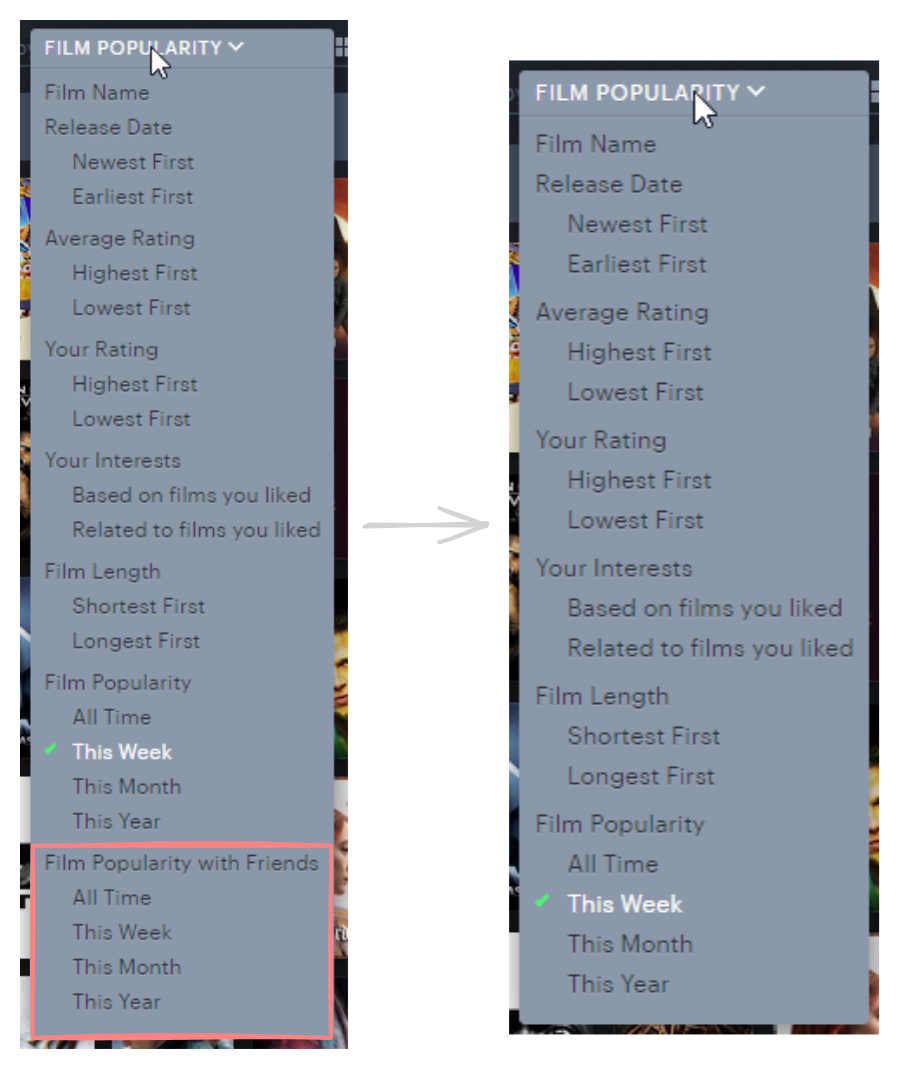 FILM POPULARITY
Film Name
Release Date
Newest First
Earliest First
Average Rating
Highest First
Lowest First
Your Rating
Highest First
Lowest First
Your Interests
Based on films you liked
Related to films you liked
Film Length
Shortest First
Longest First
Film Popularity
All Time
This Week
This Month
This Year
Film Popularity with Friends
All Time
This Week
This Month
This Year
FILM POPULARITY
Film Name
Release Date
Newest First
Earliest First
Average Rating
Highest First
Lowest First
Your Rating
Highest First
Lowest First
Your Interests
Based on films you liked
Related to films you liked
Film Length
Shortest First
Longest First
Film Popularity
All Time
This Week
This Month
This Year